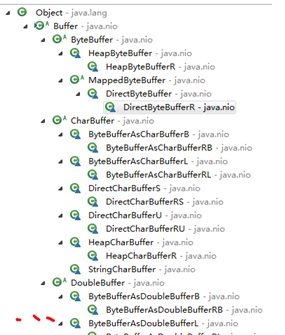 Object - java.lang
A Buffer - java.nio
A ByteBuffer - java.nio
HeapByteBuffer - java.nio
HeapByteBufferR - java.nio
A MappedByteBuffer - java.nio
DirectByteBuffer - java.nio
DirectByteBufferR - java.nio
A CharBuffer - java.nio
ByteBufferAsCharBufferB - java.nio
ByteBufferAsCharBufferRB - java.nio
ByteBufferAsCharBufferL - java.nio
ByteBufferAsCharBufferRL - java.nio
DirectCharBufferS - java.nio
DirectCharBufferRS - java.nio
DirectCharBufferU - java.nio
DirectCharBufferRU - java.nio
HeapCharBuffer - java.nio
HeapCharBufferR - java.nio
StringCharBuffer - java.nio
A DoubleBuffer - java.nio
ByteBufferAsDoubleBufferB - java.nio
ByteBufferAsDoubleBufferRB - java.nio
ByteBufferAsDoubleBufferL - java.nio